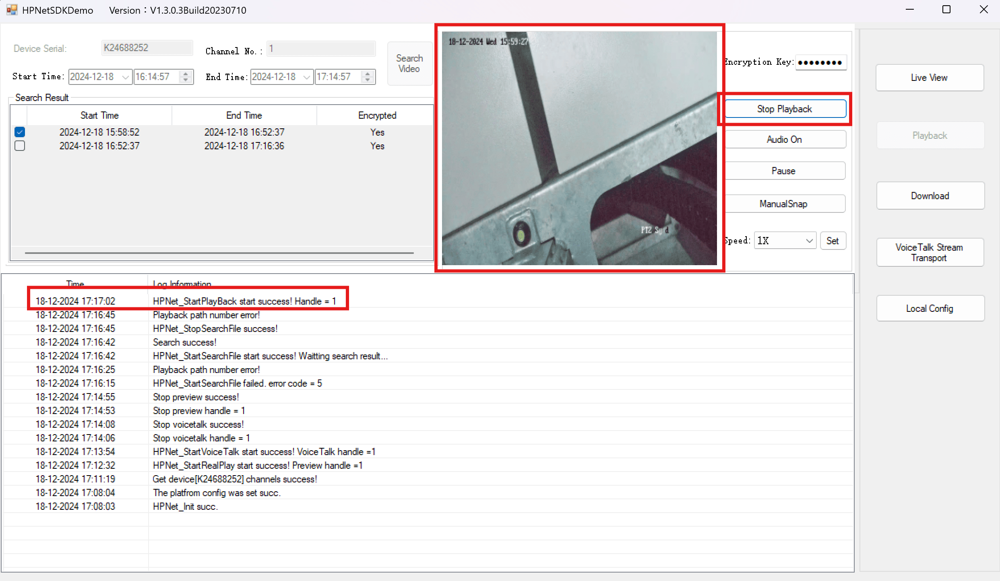 HPNetSDKDemo Version：V1.3.0.3Build20230710
Device Serial: K24688252 Channel No.: 1
Search Video
Start Time: 2024-12-18 16:14:57 End Time: 2024-12-18 17:14:57
Search Result
Start Time End Time Encrypted
2024-12-18 15:58:52 2024-12-18 16:52:37 Yes
2024-12-18 16:52:37 2024-12-18 17:16:36 Yes
18-12-2024 Wed 15:59:27
PTZ
Encryption Key: ●●●●●●●●
Stop Playback
Audio On
Pause
ManualSnap
Speed: 1X Set
Live View
Playback
Download
VoiceTalk Stream
Transport
Local Config
Time Log Information
18-12-2024 17:17:02 HPNet_StartPlayBack start success! Handle = 1
18-12-2024 17:16:45 Playback path number error!
18-12-2024 17:16:45 HPNet_StopSearchFile success!
18-12-2024 17:16:42 Search success!
18-12-2024 17:16:42 HPNet_StartSearchFile start success! Waitting search result...
18-12-2024 17:16:25 Playback path number error!
18-12-2024 17:16:15 HPNet_StartSearchFile failed. error code = 5
18-12-2024 17:14:55 Stop preview success!
18-12-2024 17:14:53 Stop preview handle = 1
18-12-2024 17:14:08 Stop voicetalk success!
18-12-2024 17:14:06 Stop voicetalk handle = 1
18-12-2024 17:13:54 HPNet_StartVoiceTalk start success! VoiceTalk handle =1
18-12-2024 17:12:32 HPNet_StartRealPlay start success! Preview handle =1
18-12-2024 17:11:19 Get device[K24688252] channels success!
18-12-2024 17:08:04 The platfrom config was set succ.
18-12-2024 17:08:03 HPNet_Init succ.